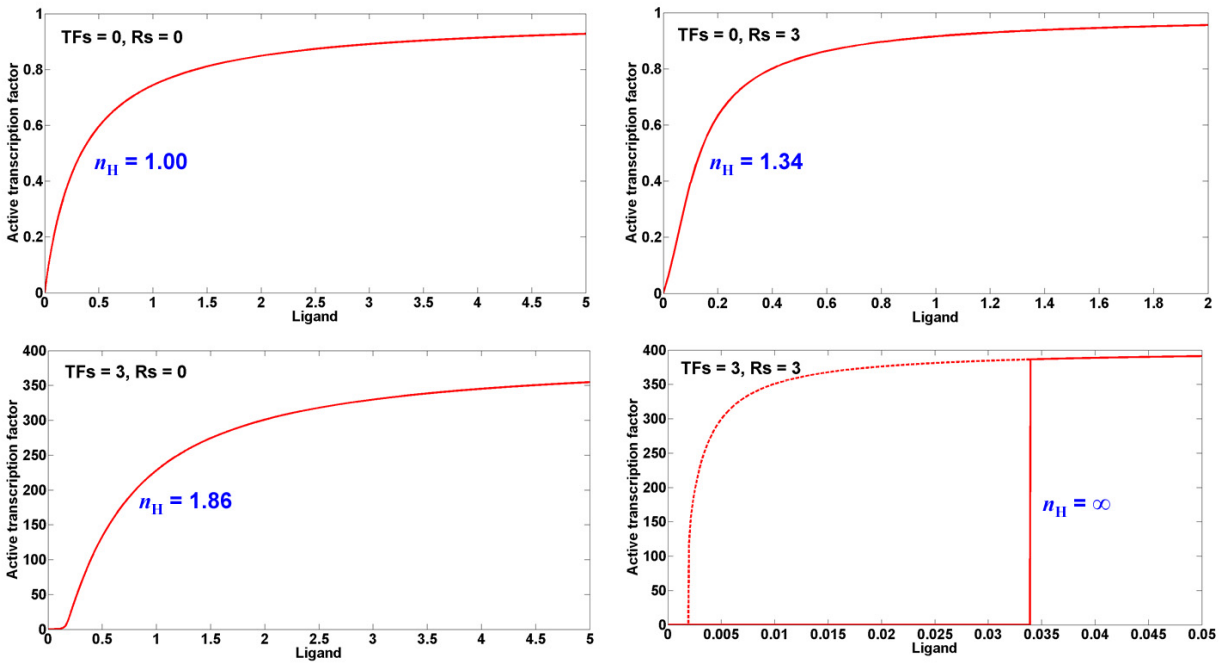 TFs = 0, Rs = 0
Active transcription factor
1
0.8
0.6
0.4
0.2
0
n_H = 1.00
0 0.5 1 1.5 2 2.5 3 3.5 4 4.5 5
Ligand
TFs = 0, Rs = 3
Active transcription factor
1
0.8
0.6
0.4
0.2
0
n_H = 1.34
0 0.2 0.4 0.6 0.8 1 1.2 1.4 1.6 1.8 2
Ligand
TFs = 3, Rs = 0
Active transcription factor
400
350
300
250
200
150
100
50
0
n_H = 1.86
0 0.5 1 1.5 2 2.5 3 3.5 4 4.5 5
Ligand
TFs = 3, Rs = 3
Active transcription factor
400
350
300
250
200
150
100
50
0
n_H = ∞
0 0.005 0.01 0.015 0.02 0.025 0.03 0.035 0.04 0.045 0.05
Ligand